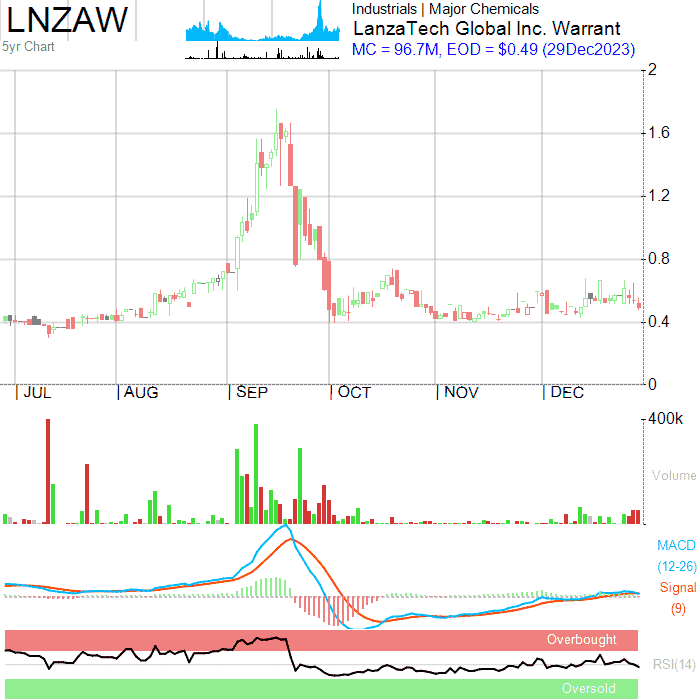 LNZAW
5yr Chart
Industrials | Major Chemicals
LanzaTech Global Inc. Warrant
MC = 96.7M, EOD = $0.49 (29Dec2023)
2
1.6
1.2
0.8
0.4
0
| JUL | AUG | SEP | OCT | NOV | DEC
400k
Volume
MACD
(12-26)
Signal
(9)
Overbought
RSI(14)
Oversold